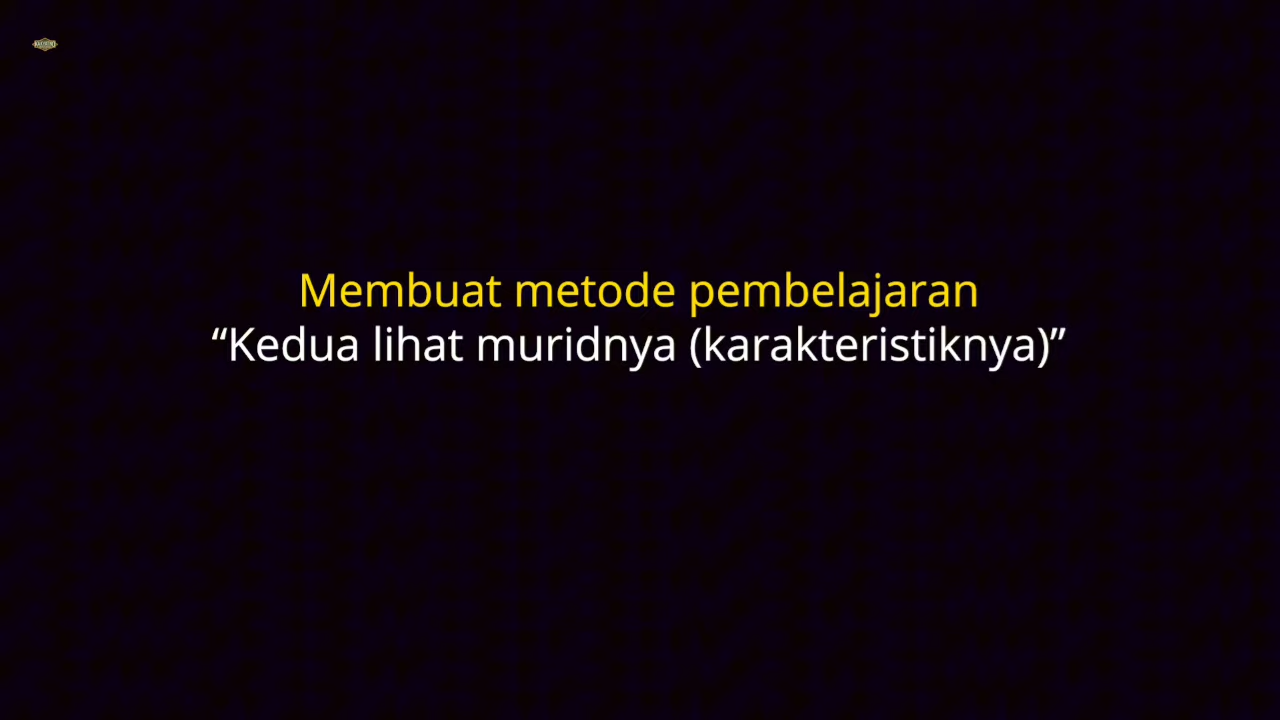 Membuat metode pembelajaran
“Kedua lihat muridnya (karakteristiknya)”